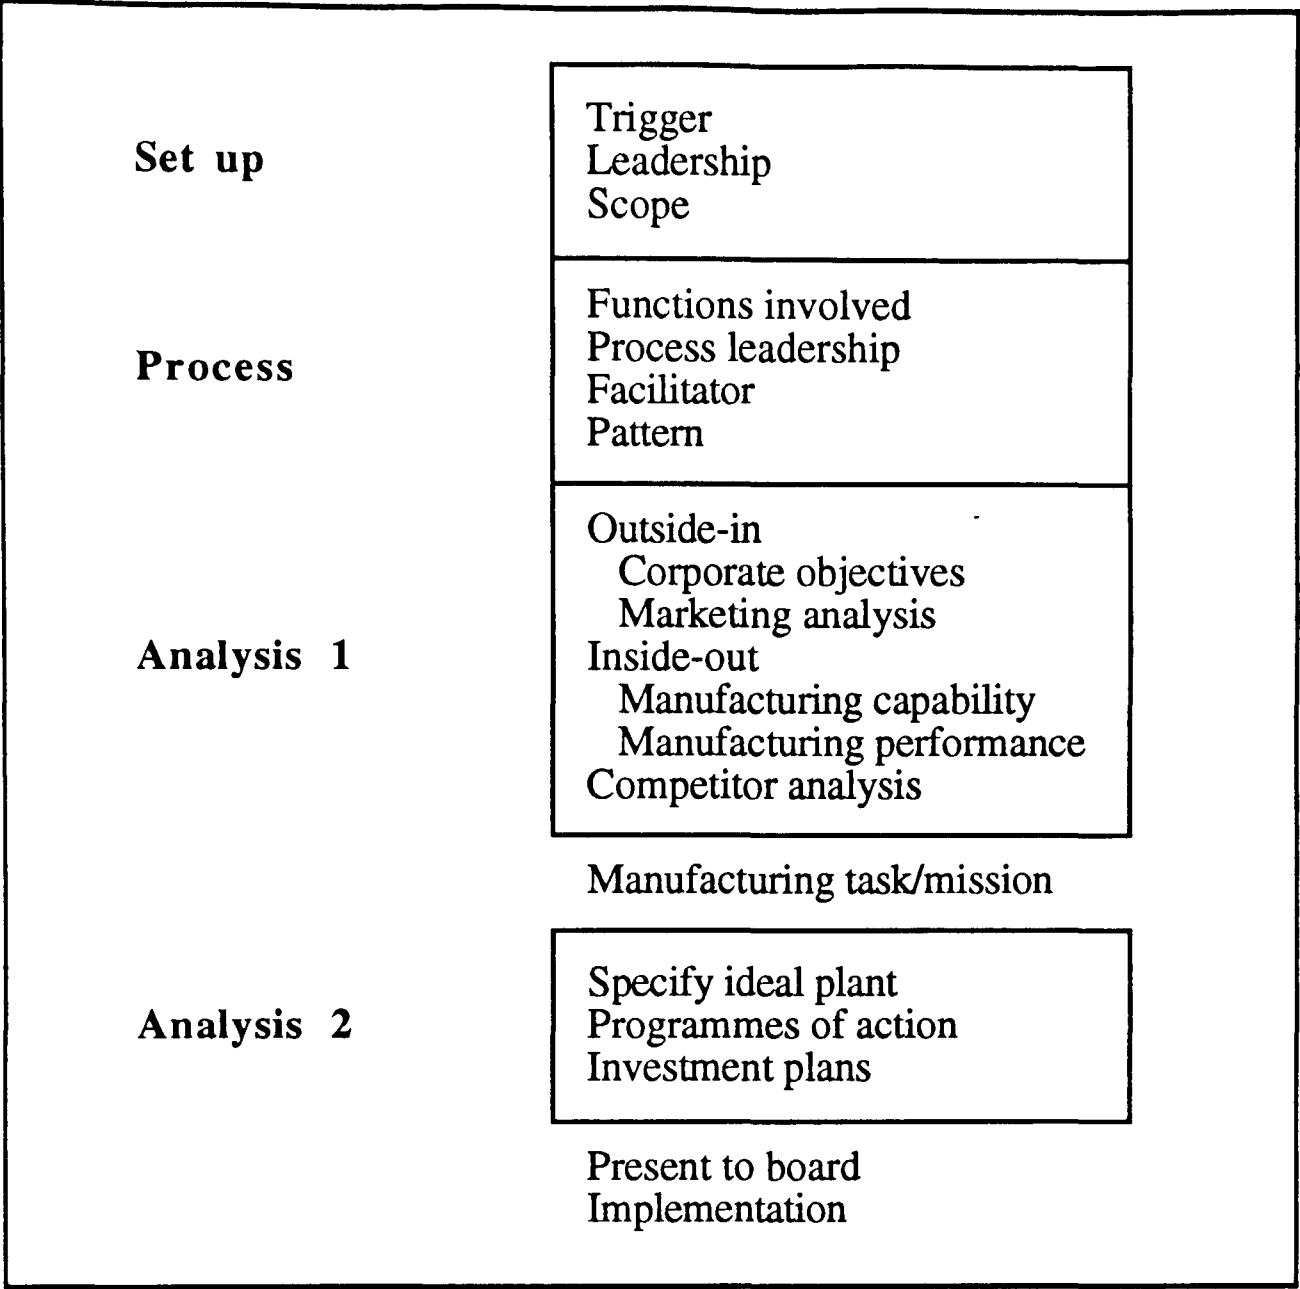 Set up
Trigger
Leadership
Scope
Process
Functions involved
Process leadership
Facilitator
Pattern
Analysis 1
Outside-in
Corporate objectives
Marketing analysis
Inside-out
Manufacturing capability
Manufacturing performance
Competitor analysis
Manufacturing task/mission
Analysis 2
Specify ideal plant
Programmes of action
Investment plans
Present to board
Implementation